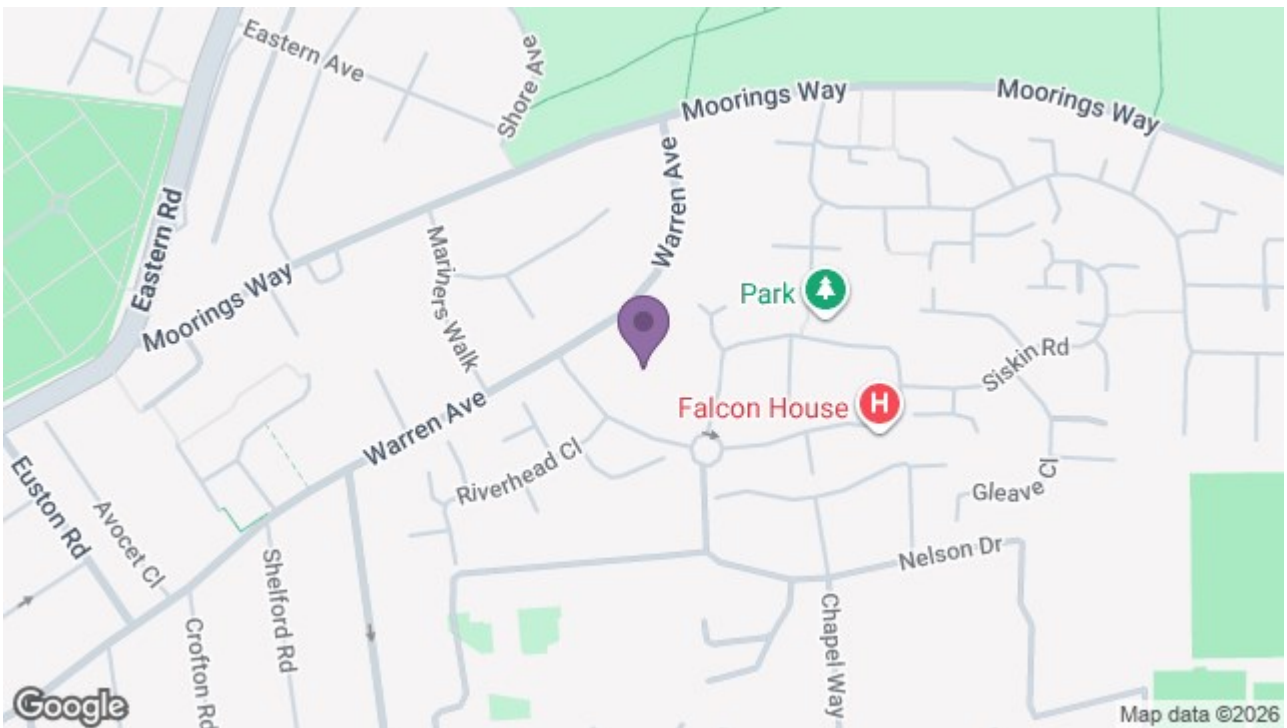 Eastern Ave
Shore Ave
Moorings Way
Moorings Way
Warren Ave
Eastern Rd
Mariners Walk
Moorings Way
Park
Siskin Rd
Falcon House
H
Warren Ave
Riverhead Cl
Gleave Cl
Euston Rd
Avocet Cl
Nelson Dr
Shelford Rd
Crofton Rd
Chapel Way
Google
Map data ©2026